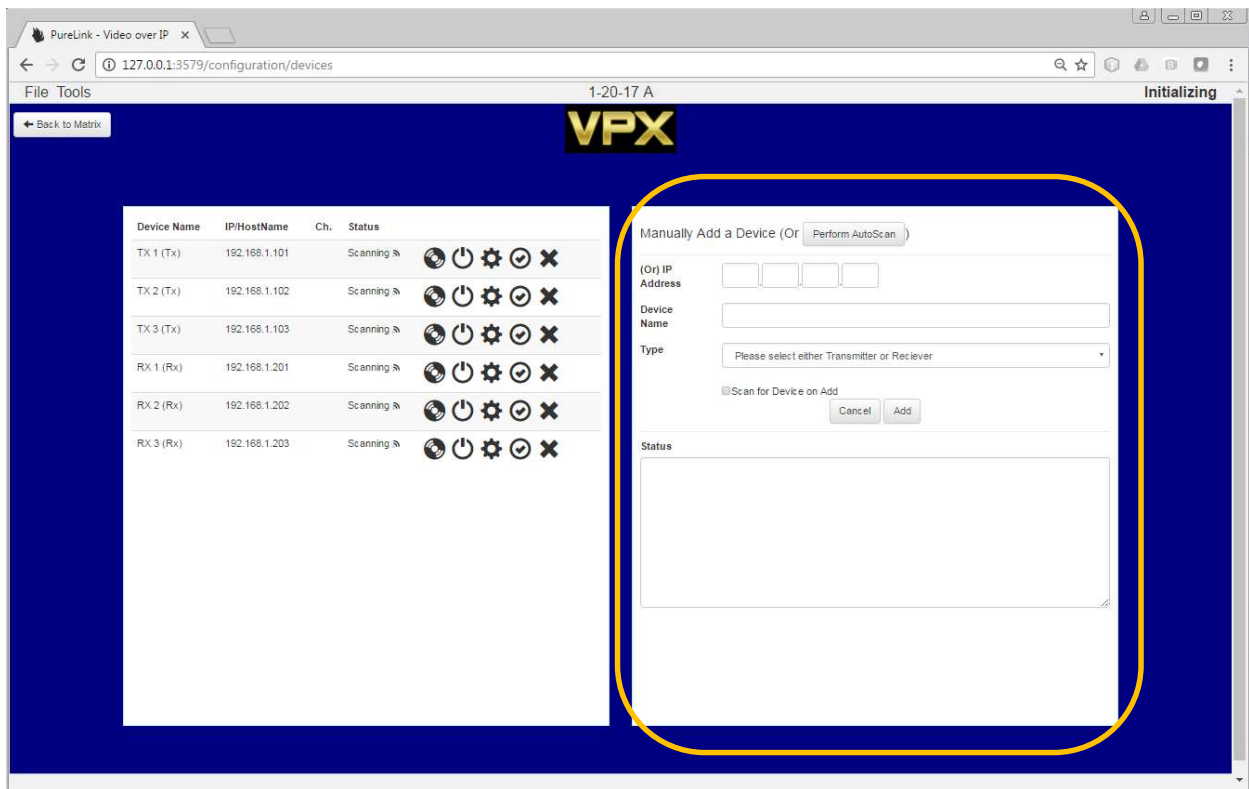 PureLink - Video over IP
127.0.0.1:3579/configuration/devices
File Tools 1-20-17 A Initializing
Back to Matrix
VPX
Device Name IP/HostName Ch. Status
TX 1 (Tx) 192.168.1.101 Scanning
TX 2 (Tx) 192.168.1.102 Scanning
TX 3 (Tx) 192.168.1.103 Scanning
RX 1 (Rx) 192.168.1.201 Scanning
RX 2 (Rx) 192.168.1.202 Scanning
RX 3 (Rx) 192.168.1.203 Scanning
Manually Add a Device (Or Perform AutoScan )
(Or) IP
Address
Device
Name
Type Please select either Transmitter or Reciever
Scan for Device on Add
Cancel Add
Status